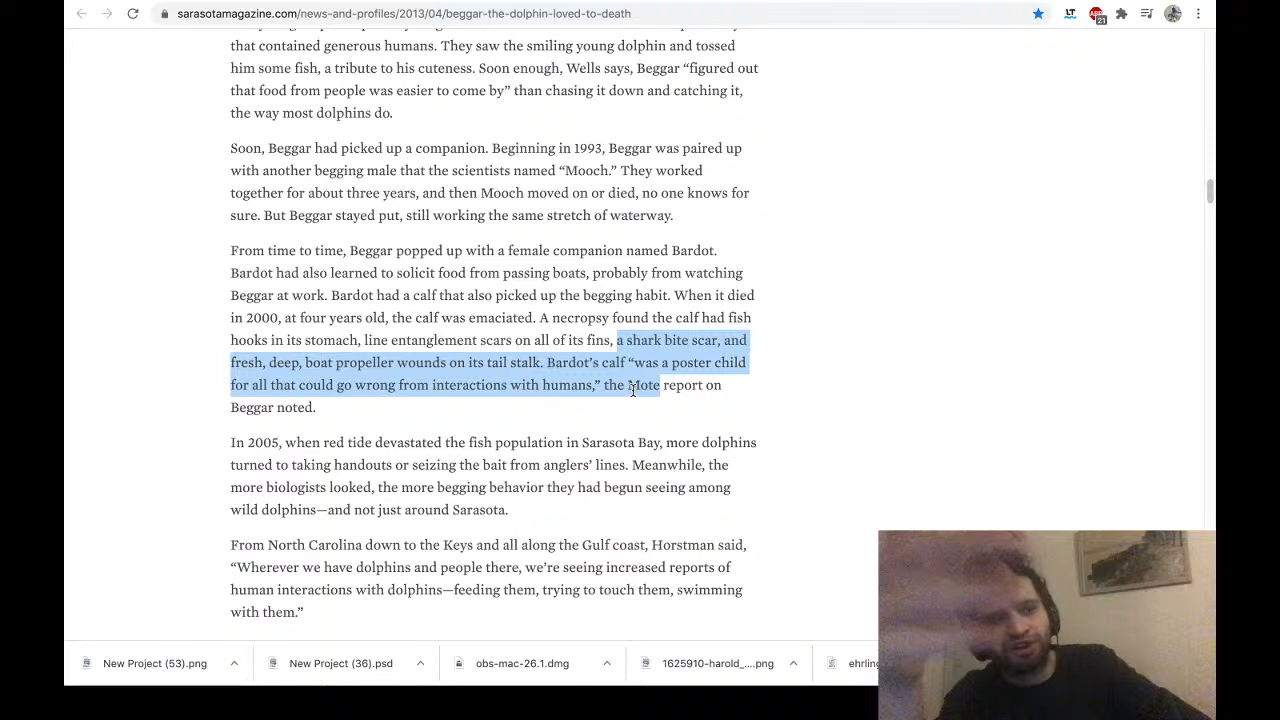 sarasotamagazine.com/news-and-profiles/2013/04/beggar-the-dolphin-loved-to-death
LT
21
that contained generous humans. They saw the smiling young dolphin and tossed
him some fish, a tribute to his cuteness. Soon enough, Wells says, Beggar “figured out
that food from people was easier to come by” than chasing it down and catching it,
the way most dolphins do.
Soon, Beggar had picked up a companion. Beginning in 1993, Beggar was paired up
with another begging male that the scientists named “Mooch.” They worked
together for about three years, and then Mooch moved on or died, no one knows for
sure. But Beggar stayed put, still working the same stretch of waterway.
From time to time, Beggar popped up with a female companion named Bardot.
Bardot had also learned to solicit food from passing boats, probably from watching
Beggar at work. Bardot had a calf that also picked up the begging habit. When it died
in 2000, at four years old, the calf was emaciated. A necropsy found the calf had fish
hooks in its stomach, line entanglement scars on all of its fins, a shark bite scar, and
fresh, deep, boat propeller wounds on its tail stalk. Bardot’s calf “was a poster child
for all that could go wrong from interactions with humans,” the Mote report on
Beggar noted.
In 2005, when red tide devastated the fish population in Sarasota Bay, more dolphins
turned to taking handouts or seizing the bait from anglers’ lines. Meanwhile, the
more biologists looked, the more begging behavior they had begun seeing among
wild dolphins—and not just around Sarasota.
From North Carolina down to the Keys and all along the Gulf coast, Horstman said,
“Wherever we have dolphins and people there, we’re seeing increased reports of
human interactions with dolphins—feeding them, trying to touch them, swimming
with them.”
New Project (53).png
New Project (36).psd
obs-mac-26.1.dmg
1625910-harold_....png
ehrling